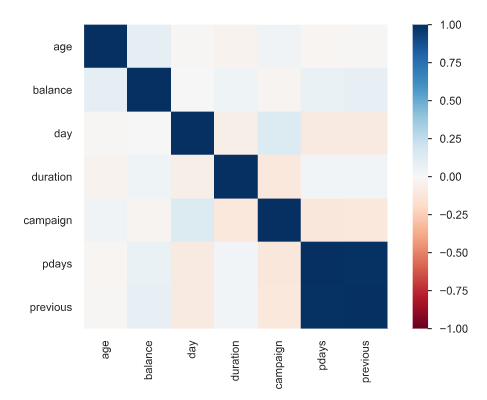 age
balance
day
duration
campaign
pdays
previous
age
balance
day
duration
campaign
pdays
previous
1.00
0.75
0.50
0.25
0.00
−0.25
−0.50
−0.75
−1.00